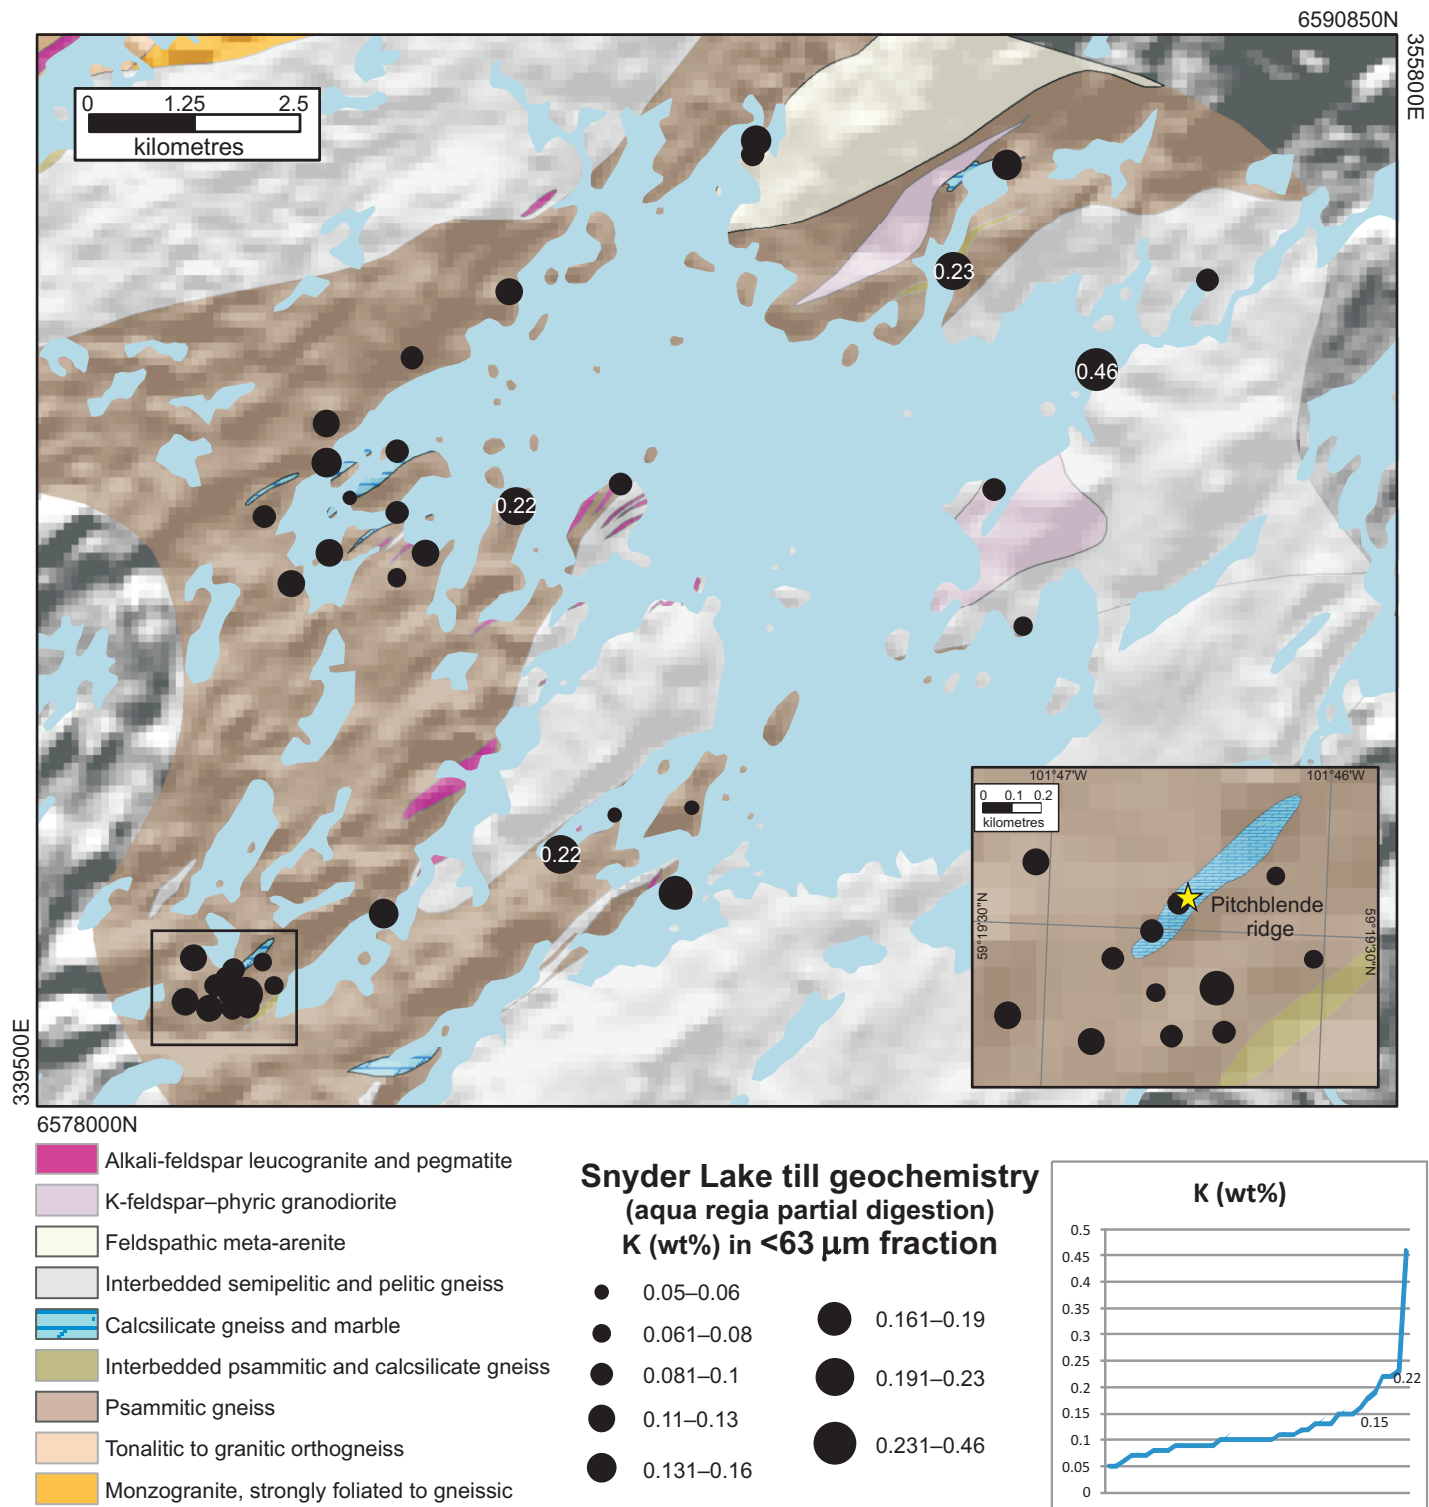 6590850N
355800E
0 1.25 2.5
kilometres
0.23
0.46
0.22
0.22
101°47'W 101°46'W
0 0.1 0.2
kilometres
59°19'30"N
59°19'30"N
Pitchblende
ridge
339500E
6578000N
Alkali-feldspar leucogranite and pegmatite
K-feldspar–phyric granodiorite
Feldspathic meta-arenite
Interbedded semipelitic and pelitic gneiss
Calcsilicate gneiss and marble
Interbedded psammitic and calcsilicate gneiss
Psammitic gneiss
Tonalitic to granitic orthogneiss
Monzogranite, strongly foliated to gneissic
Snyder Lake till geochemistry
(aqua regia partial digestion)
K (wt%) in <63 µm fraction
0.05–0.06
0.061–0.08
0.081–0.1
0.11–0.13
0.131–0.16
0.161–0.19
0.191–0.23
0.231–0.46
K (wt%)
0.5
0.45
0.4
0.35
0.3
0.25
0.2
0.15
0.1
0.05
0
0.22
0.15